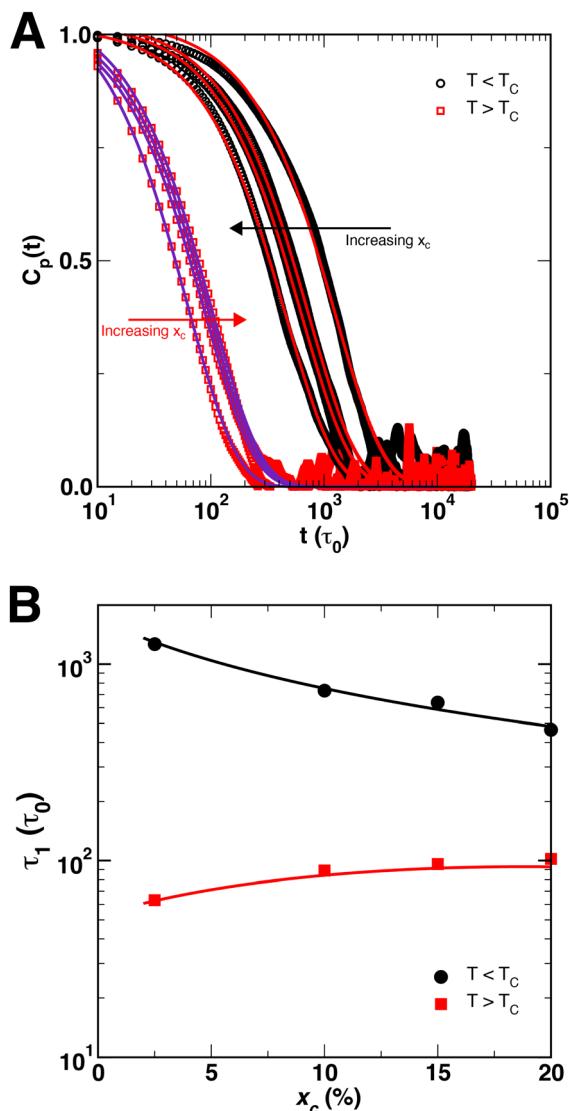 A
1.0
T < T_C
T > T_C
Increasing x_c
C_p(t)
0.5
Increasing x_c
0.0
10^1
10^2
10^3
10^4
10^5
t (τ_0)
B
10^3
τ_1 (τ_0)
10^2
T < T_C
T > T_C
10^1
0
5
10
15
20
x_c (%)